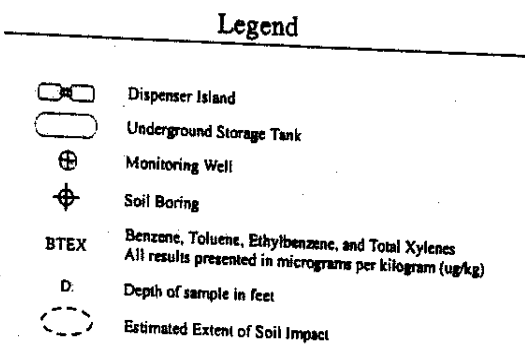 Legend
Dispenser Island
Underground Storage Tank
Monitoring Well
Soil Boring
BTEX Benzene, Toluene, Ethylbenzene, and Total Xylenes
All results presented in micrograms per kilogram (ug/kg)
D: Depth of sample in feet
Estimated Extent of Soil Impact